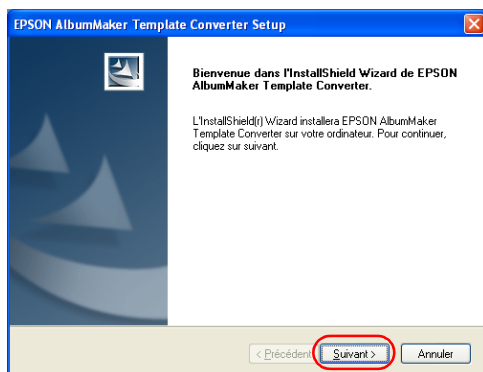 EPSON AlbumMaker Template Converter Setup
Bienvenue dans l'InstallShield Wizard de EPSON
AlbumMaker Template Converter.
L'InstallShield(r) Wizard installera EPSON AlbumMaker
Template Converter sur votre ordinateur. Pour continuer,
cliquez sur suivant.
< Précédent
Suivant >
Annuler